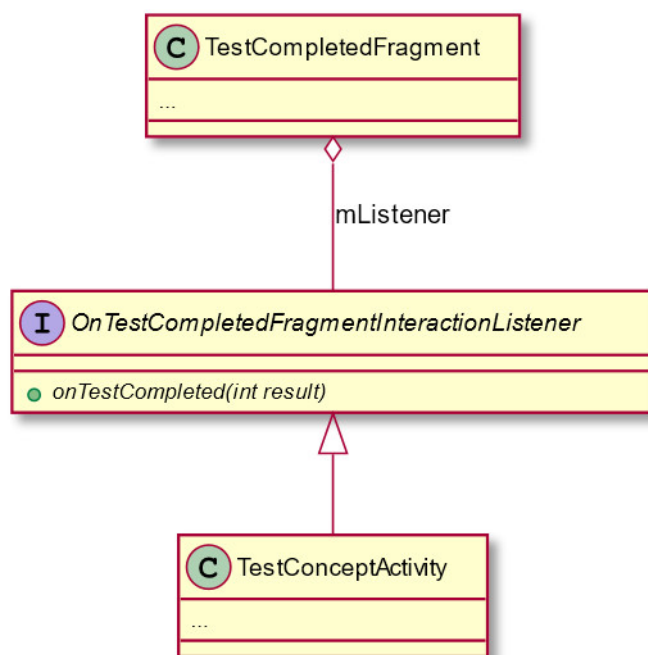 C TestCompletedFragment
...
mListener
I OnTestCompletedFragmentInteractionListener
onTestCompleted(int result)
C TestConceptActivity
...